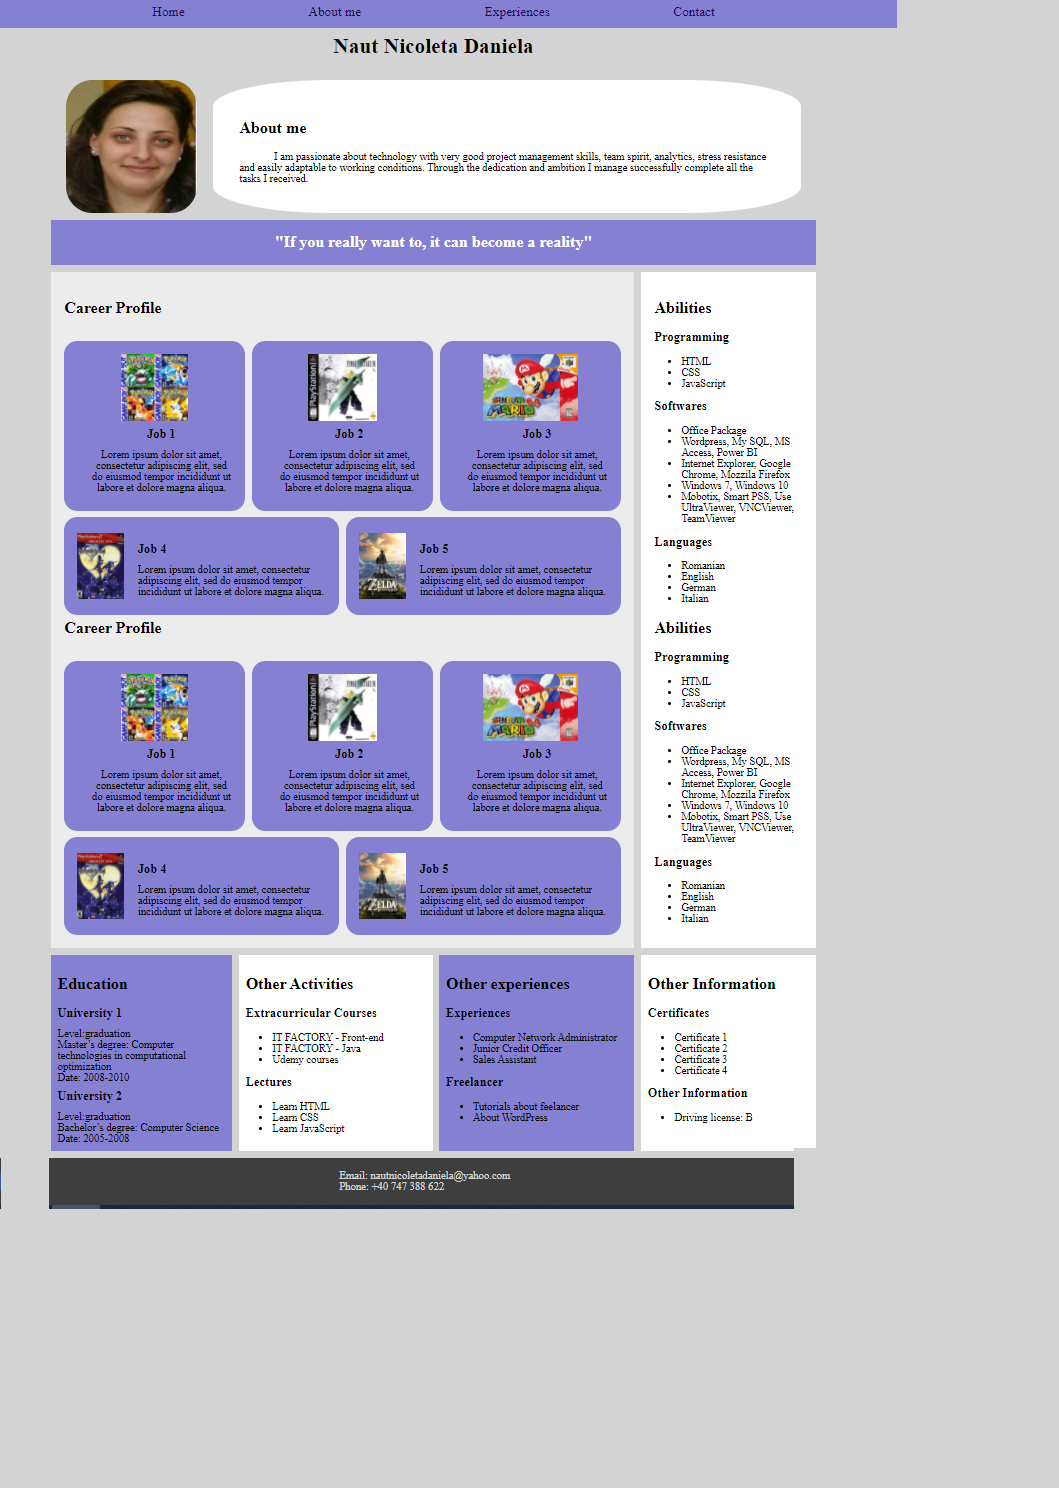 Home About me Experiences Contact
Naut Nicoleta Daniela
About me
I am passionate about technology with very good project management skills, team spirit, analytics, stress resistance
and easily adaptable to working conditions. Through the dedication and ambition I manage successfully complete all the
tasks I received.
"If you really want to, it can become a reality"
Career Profile
Job 1
Lorem ipsum dolor sit amet,
consectetur adipiscing elit, sed
do eiusmod tempor incididunt ut
labore et dolore magna aliqua.
PlayStation
Job 2
Lorem ipsum dolor sit amet,
consectetur adipiscing elit, sed
do eiusmod tempor incididunt ut
labore et dolore magna aliqua.
SUPER
MARIO 64
Job 3
Lorem ipsum dolor sit amet,
consectetur adipiscing elit, sed
do eiusmod tempor incididunt ut
labore et dolore magna aliqua.
Job 4
Lorem ipsum dolor sit amet, consectetur
adipiscing elit, sed do eiusmod tempor
incididunt ut labore et dolore magna aliqua.
ZELDA
Job 5
Lorem ipsum dolor sit amet, consectetur
adipiscing elit, sed do eiusmod tempor
incididunt ut labore et dolore magna aliqua.
Career Profile
Job 1
Lorem ipsum dolor sit amet,
consectetur adipiscing elit, sed
do eiusmod tempor incididunt ut
labore et dolore magna aliqua.
PlayStation
Job 2
Lorem ipsum dolor sit amet,
consectetur adipiscing elit, sed
do eiusmod tempor incididunt ut
labore et dolore magna aliqua.
SUPER
MARIO 64
Job 3
Lorem ipsum dolor sit amet,
consectetur adipiscing elit, sed
do eiusmod tempor incididunt ut
labore et dolore magna aliqua.
Job 4
Lorem ipsum dolor sit amet, consectetur
adipiscing elit, sed do eiusmod tempor
incididunt ut labore et dolore magna aliqua.
ZELDA
Job 5
Lorem ipsum dolor sit amet, consectetur
adipiscing elit, sed do eiusmod tempor
incididunt ut labore et dolore magna aliqua.
Abilities
Programming
HTML
CSS
JavaScript
Softwares
Office Package
Wordpress, My SQL, MS
Access, Power BI
Internet Explorer, Google
Chrome, Mozzila Firefox
Windows 7, Windows 10
Mobotix, Smart PSS, Use
UltraViewer, VNCViewer,
TeamViewer
Languages
Romanian
English
German
Italian
Abilities
Programming
HTML
CSS
JavaScript
Softwares
Office Package
Wordpress, My SQL, MS
Access, Power BI
Internet Explorer, Google
Chrome, Mozzila Firefox
Windows 7, Windows 10
Mobotix, Smart PSS, Use
UltraViewer, VNCViewer,
TeamViewer
Languages
Romanian
English
German
Italian
Education
University 1
Level:graduation
Master's degree: Computer
technologies in computational
optimization
Date: 2008-2010
University 2
Level:graduation
Bachelor's degree: Computer Science
Date: 2005-2008
Other Activities
Extracurricular Courses
IT FACTORY - Front-end
IT FACTORY - Java
Udemy courses
Lectures
Learn HTML
Learn CSS
Learn JavaScript
Other experiences
Experiences
Computer Network Administrator
Junior Credit Officer
Sales Assistant
Freelancer
Tutorials about feelancer
About WordPress
Other Information
Certificates
Certificate 1
Certificate 2
Certificate 3
Certificate 4
Other Information
Driving license: B
Email: nautnicoletadaniela@yahoo.com
Phone: +40 747 388 622